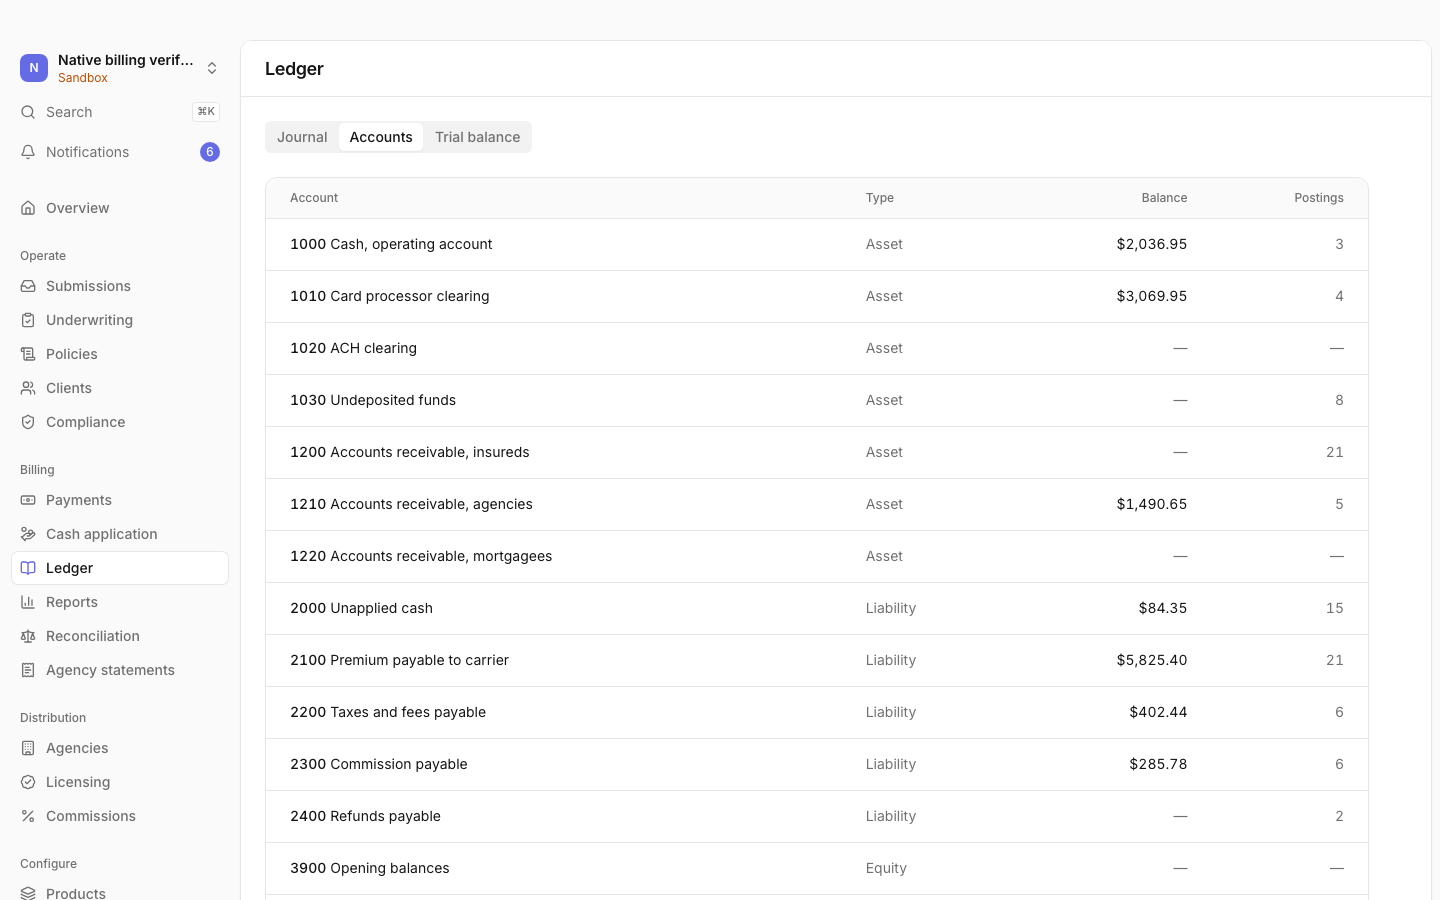 N
Native billing verif...
Sandbox
Search
⌘K
Notifications
6
Overview
Operate
Submissions
Underwriting
Policies
Clients
Compliance
Billing
Payments
Cash application
Ledger
Reports
Reconciliation
Agency statements
Distribution
Agencies
Licensing
Commissions
Configure
Products
Ledger
Journal Accounts Trial balance
Account Type Balance Postings
1000 Cash, operating account Asset $2,036.95 3
1010 Card processor clearing Asset $3,069.95 4
1020 ACH clearing Asset — —
1030 Undeposited funds Asset — 8
1200 Accounts receivable, insureds Asset — 21
1210 Accounts receivable, agencies Asset $1,490.65 5
1220 Accounts receivable, mortgagees Asset — —
2000 Unapplied cash Liability $84.35 15
2100 Premium payable to carrier Liability $5,825.40 21
2200 Taxes and fees payable Liability $402.44 6
2300 Commission payable Liability $285.78 6
2400 Refunds payable Liability — 2
3900 Opening balances Equity — —